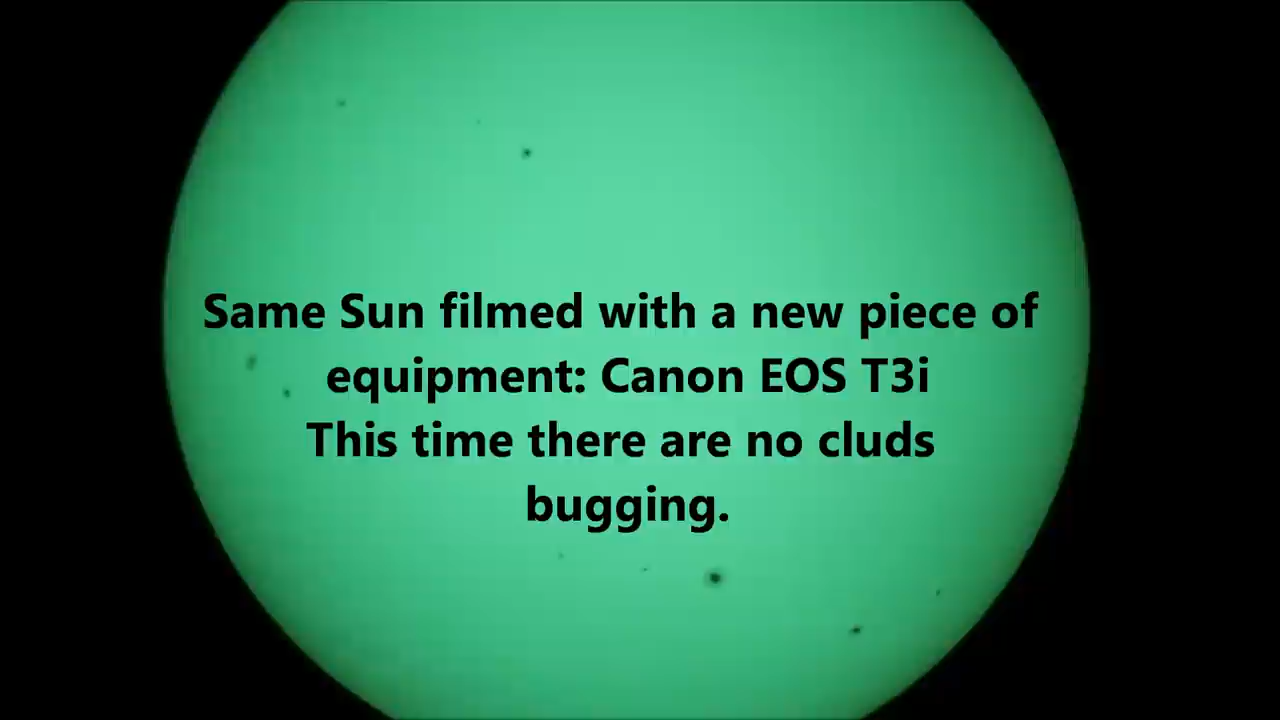 Same Sun filmed with a new piece of
equipment: Canon EOS T3i
This time there are no cluds
bugging.